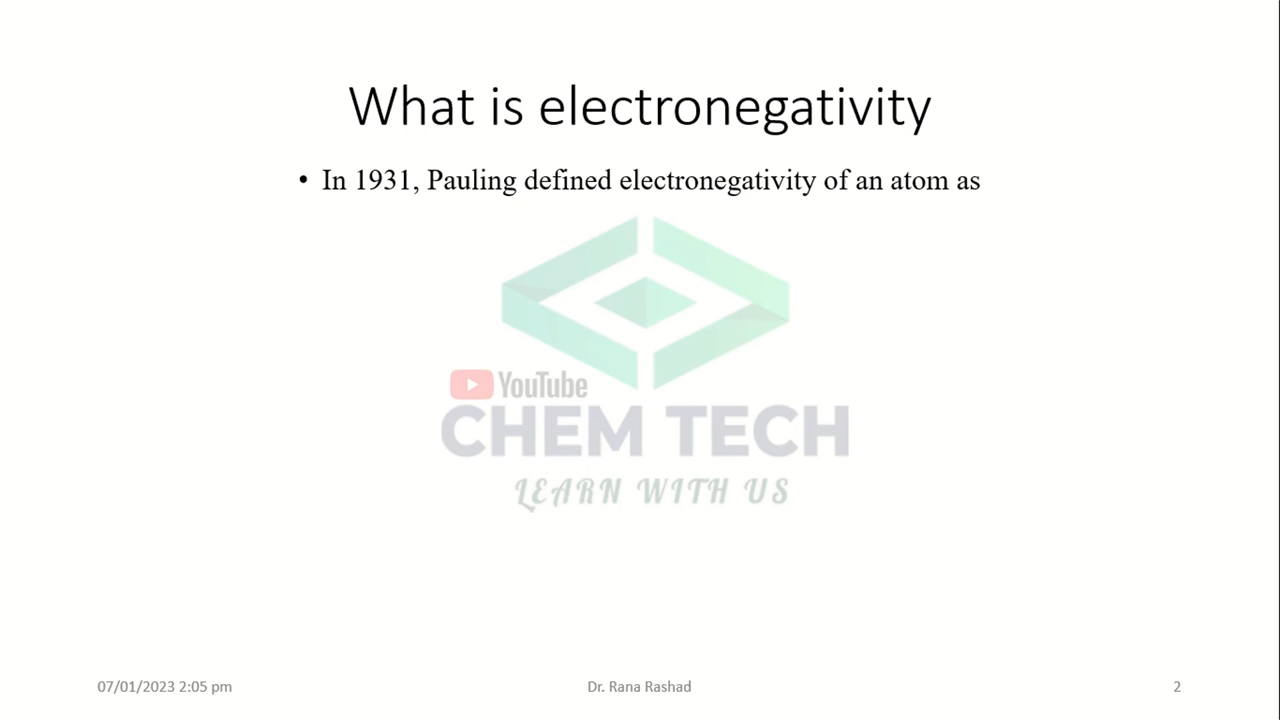 What is electronegativity
• In 1931, Pauling defined electronegativity of an atom as
YouTube
CHEM TECH
LEARN WITH US
07/01/2023 2:05 pm
Dr. Rana Rashad
2